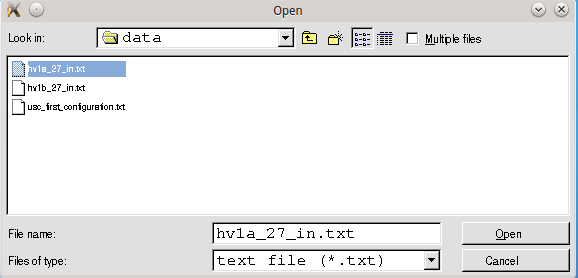 Open
Look in: data Multiple files
hv1a_27_in.txt
hv1b_27_in.txt
usc_first_configuration.txt
File name: hv1a_27_in.txt Open
Files of type: text file (*.txt) Cancel